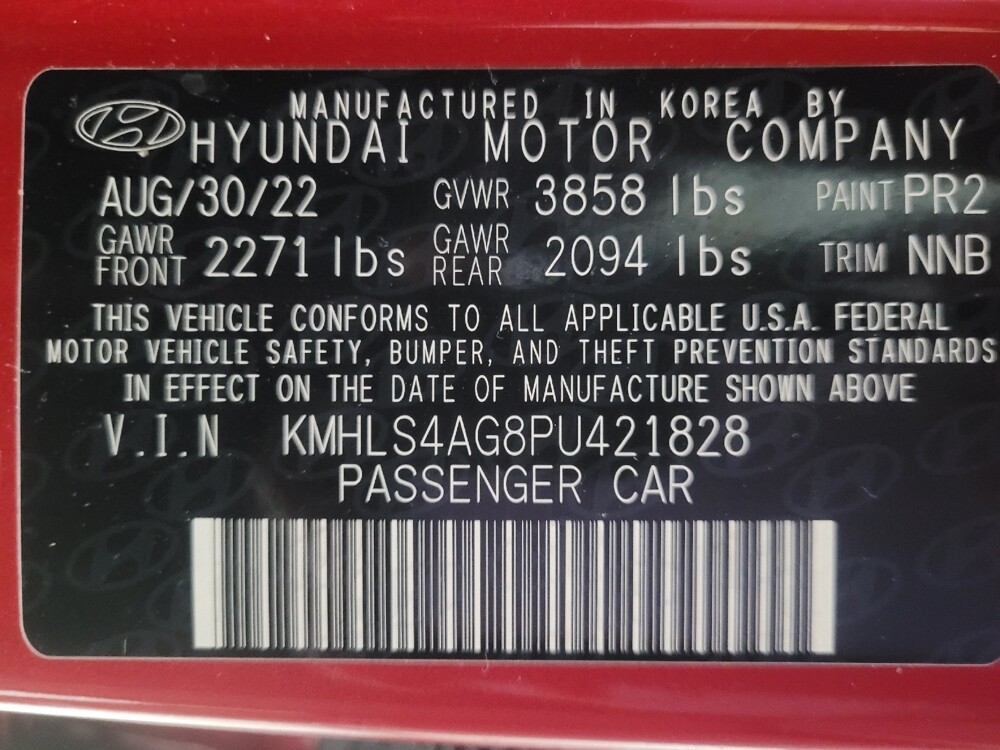 MANUFACTURED IN KOREA BY
HYUNDAI MOTOR COMPANY
AUG/30/22 GVWR 3858 lbs PAINT PR2
GAWR FRONT 2271 lbs GAWR REAR 2094 lbs TRIM NNB
THIS VEHICLE CONFORMS TO ALL APPLICABLE U.S.A. FEDERAL
MOTOR VEHICLE SAFETY, BUMPER, AND THEFT PREVENTION STANDARDS
IN EFFECT ON THE DATE OF MANUFACTURE SHOWN ABOVE
V.I.N KMHLS4AG8PU421828
PASSENGER CAR